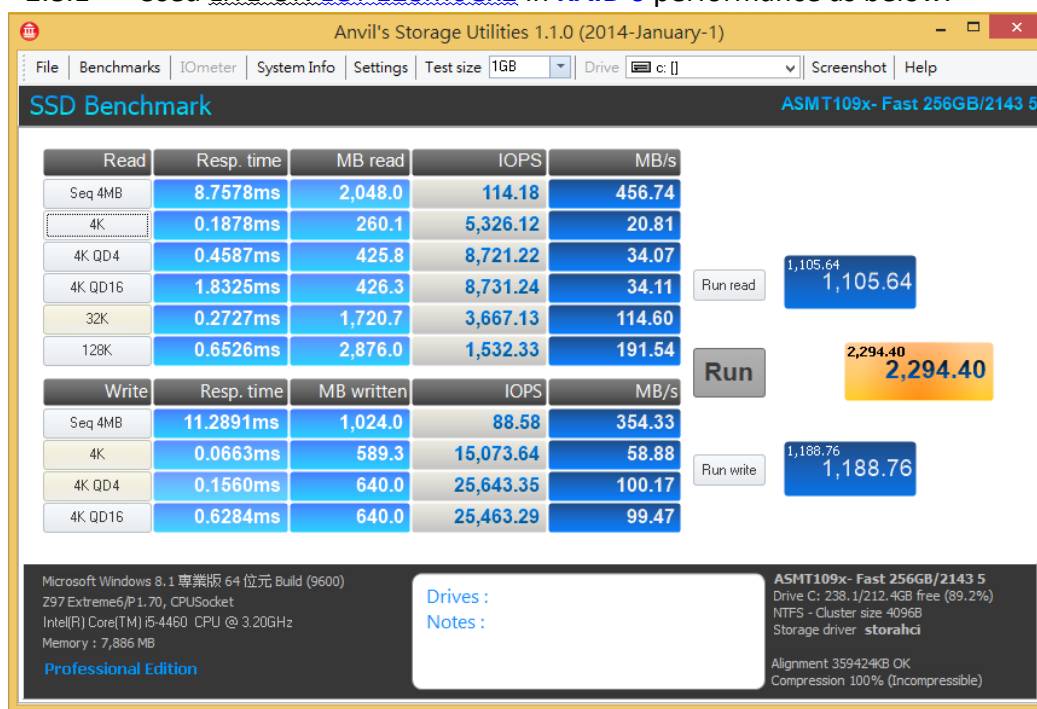 Used
in RAID 0 performance as below:
Anvil's Storage Utilities 1.1.0 (2014-January-1)
File Benchmarks IOmeter System Info Settings Test size 1GB Drive c: [] Screenshot Help
SSD Benchmark ASMT109x- Fast 256GB/2143 5
Read Resp. time MB read IOPS MB/s
Seq 4MB 8.7578ms 2,048.0 114.18 456.74
4K 0.1878ms 260.1 5,326.12 20.81
4K QD4 0.4587ms 425.8 8,721.22 34.07
4K QD16 1.8325ms 426.3 8,731.24 34.11
32K 0.2727ms 1,720.7 3,667.13 114.60
128K 0.6526ms 2,876.0 1,532.33 191.54
Run read
1,105.64
1,105.64
Run
2,294.40
2,294.40
Write Resp. time MB written IOPS MB/s
Seq 4MB 11.2891ms 1,024.0 88.58 354.33
4K 0.0663ms 589.3 15,073.64 58.88
4K QD4 0.1560ms 640.0 25,643.35 100.17
4K QD16 0.6284ms 640.0 25,463.29 99.47
Run write
1,188.76
1,188.76
Microsoft Windows 8.1 專業版 64 位元 Build (9600)
Z97 Extreme6/P1.70, CPUSocket
Intel(R) Core(TM) i5-4460 CPU @ 3.20GHz
Memory : 7,886 MB
Professional Edition
Drives :
Notes :
ASMT109x- Fast 256GB/2143 5
Drive C: 238.1/212.4GB free (89.2%)
NTFS - Cluster size 4096B
Storage driver storahci
Alignment 359424KB OK
Compression 100% (Incompressible)